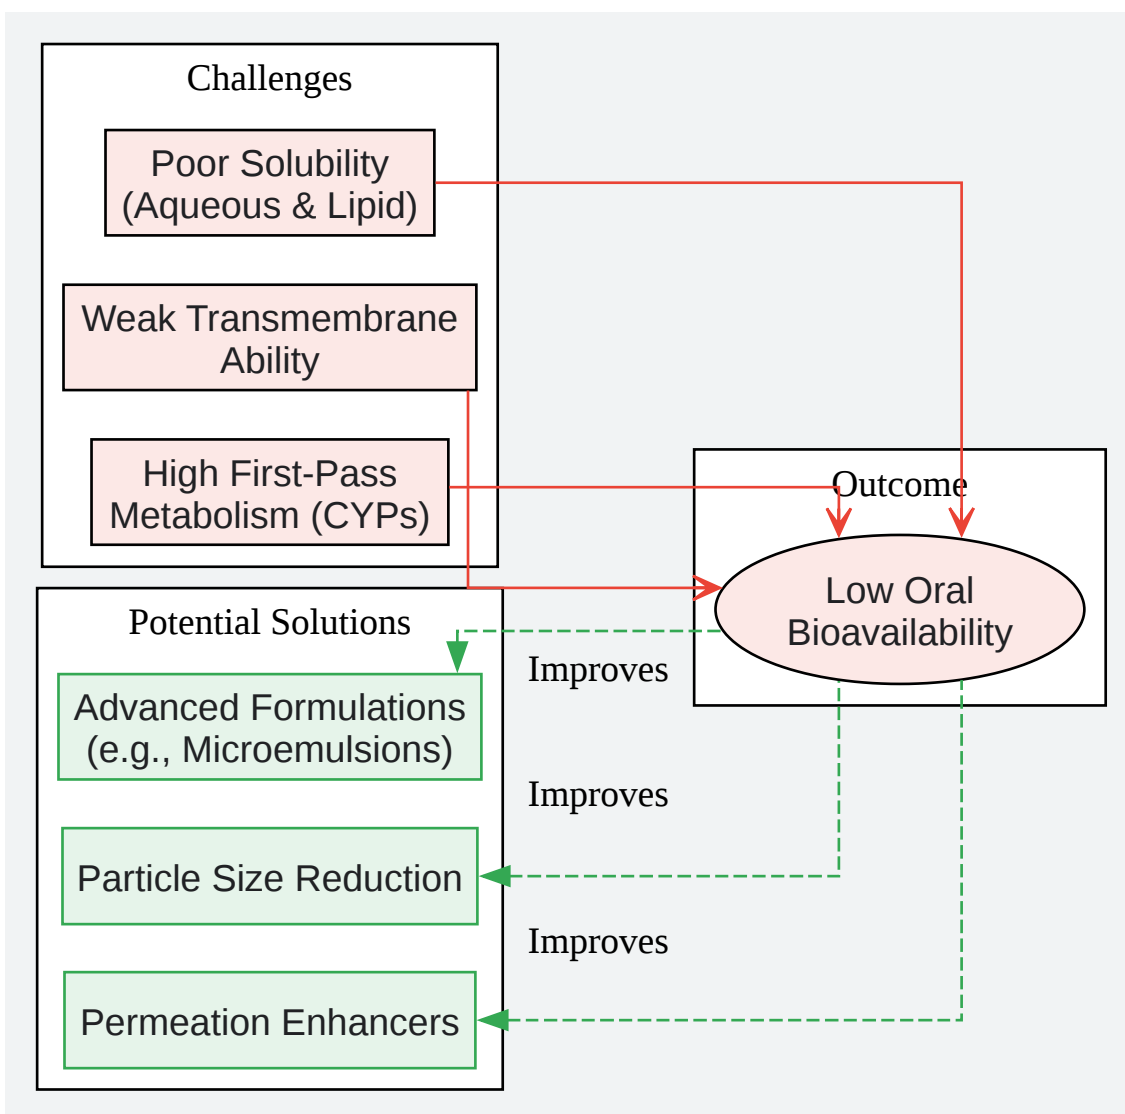 Challenges
Poor Solubility
(Aqueous & Lipid)
Weak Transmembrane
Ability
High First-Pass
Metabolism (CYPs)
Outcome
Low Oral
Bioavailability
Potential Solutions
Improves
Advanced Formulations
(e.g., Microemulsions)
Improves
Particle Size Reduction
Improves
Permeation Enhancers